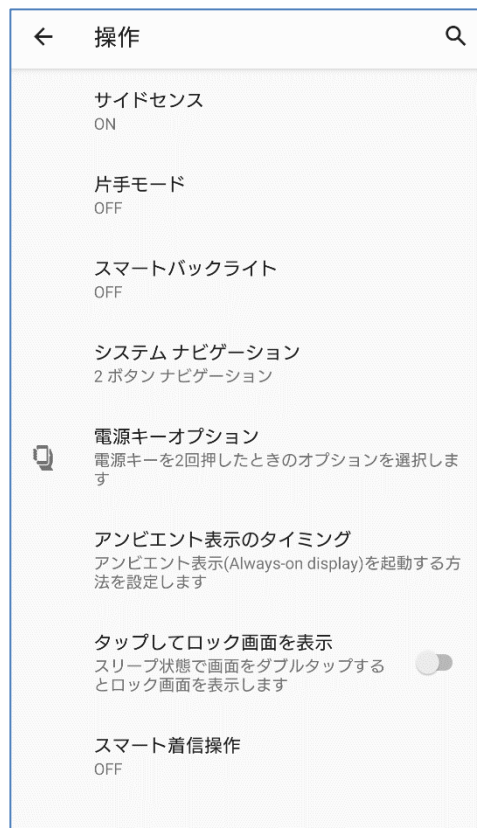 操作
サイドセンス
ON
片手モード
OFF
スマートバックライト
OFF
システム ナビゲーション
2 ボタン ナビゲーション
電源キーオプション
電源キーを2回押したときのオプションを選択しま
す
アンビエント表示のタイミング
アンビエント表示(Always-on display)を起動する方
法を設定します
タップしてロック画面を表示
スリープ状態で画面をダブルタップする
とロック画面を表示します
スマート着信操作
OFF